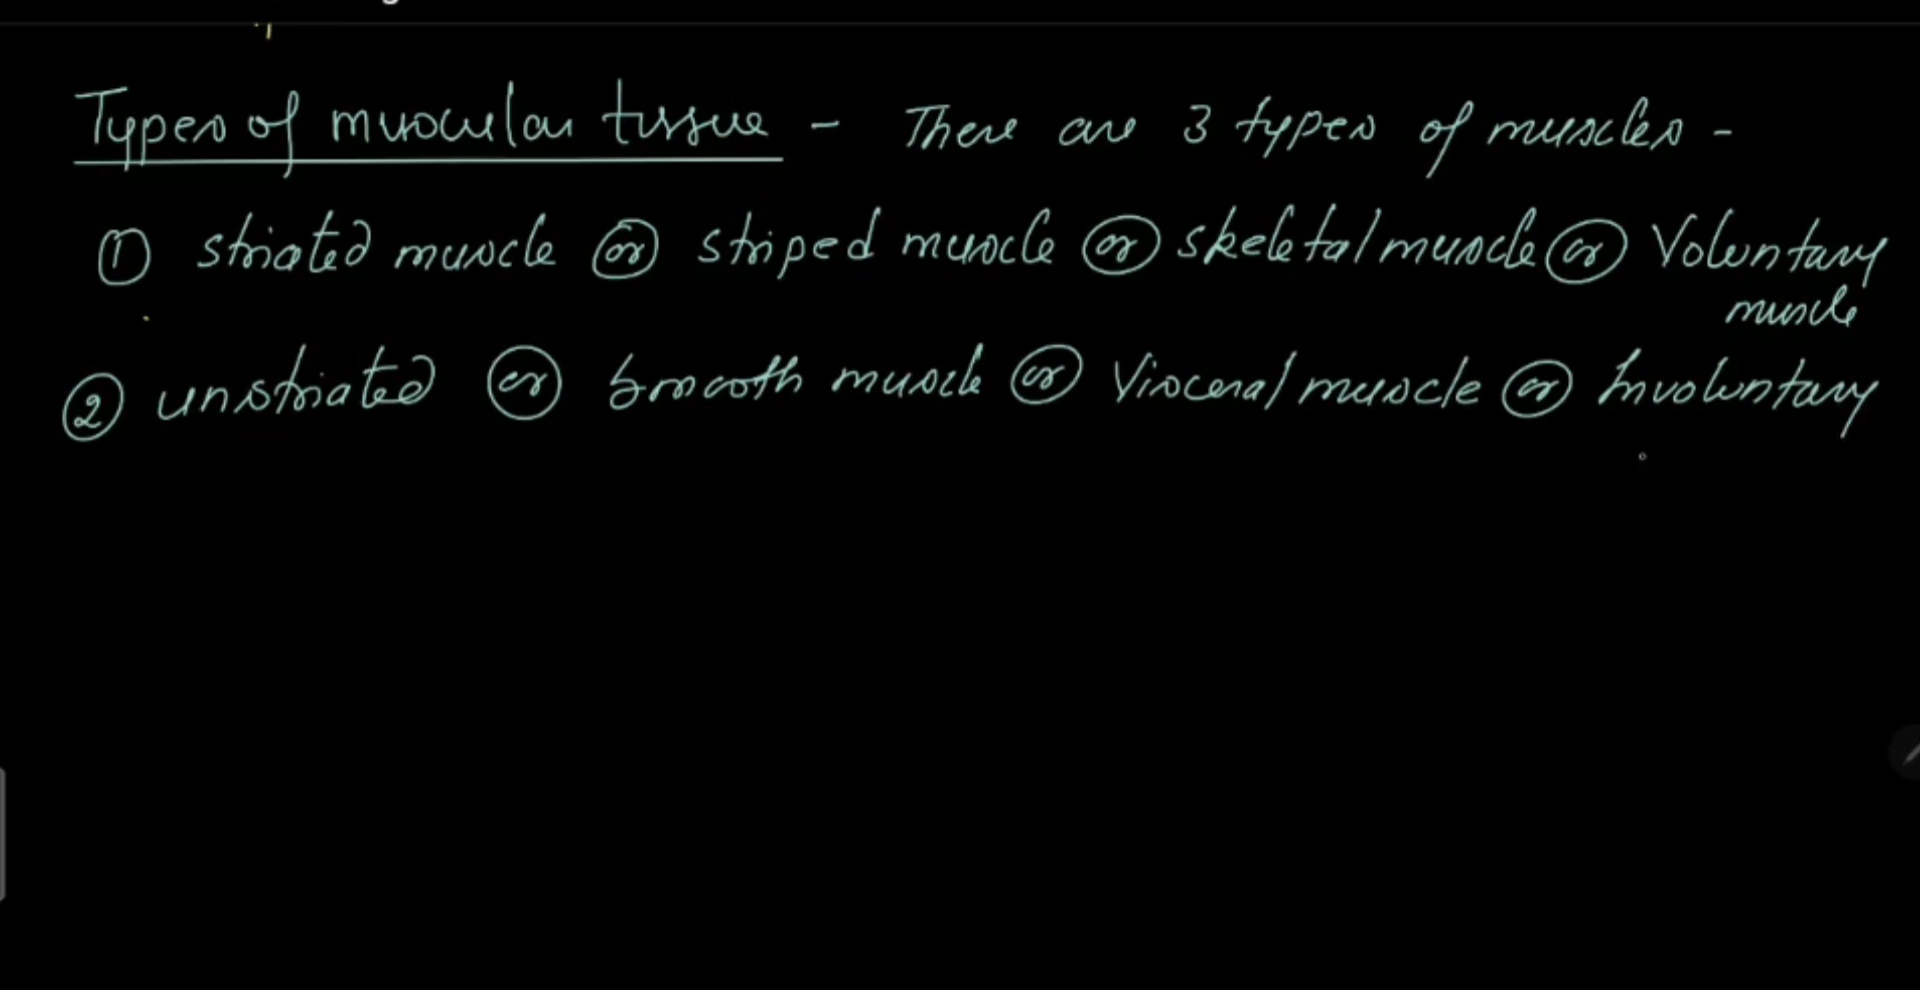 Types of muscular tissue - There are 3 types of muscles -
① striated muscle or striped muscle or skeletal muscle or Voluntary
muscle
② unstriated or smooth muscle or Visceral muscle or Involuntary